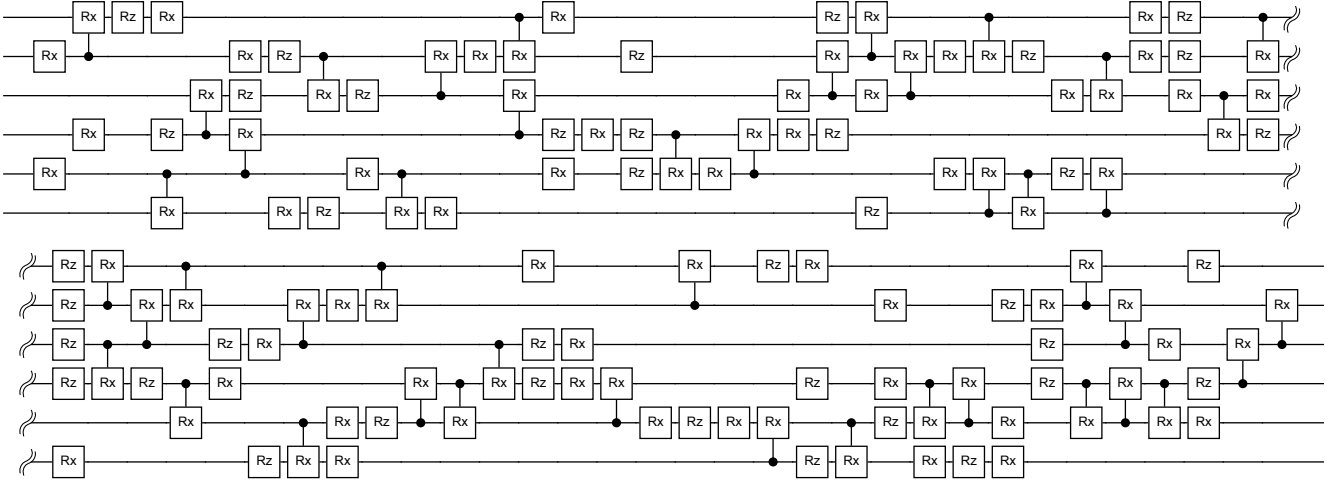 Rx Rz Rx Rx Rz Rx Rx Rz
Rx Rx Rz Rx Rx Rx Rz Rx Rx Rx Rx Rz Rx Rz Rx
Rx Rz Rx Rz Rx Rx Rx Rx Rx Rx Rx
Rx Rz Rx Rz Rx Rz Rx Rx Rz Rx Rz
Rx Rx Rx Rz Rx Rx Rx Rx Rz Rx
Rx Rx Rz Rx Rx Rz Rx
Rz Rx Rx Rx Rz Rx Rx Rz
Rz Rx Rx Rx Rx Rx Rx Rz Rx Rx Rx
Rz Rz Rx Rz Rx Rz Rx Rx
Rz Rx Rz Rx Rx Rx Rz Rx Rx Rz Rx Rx Rz Rx Rz
Rx Rx Rz Rx Rx Rz Rx Rx Rz Rx Rx Rx Rx Rx
Rx Rz Rx Rx Rz Rx Rx Rz Rx